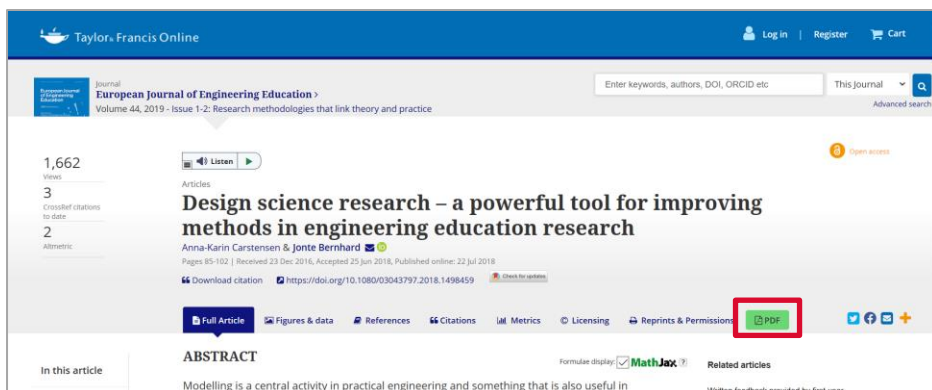 Taylor & Francis Online
Log in | Register Cart
Journal
European Journal of Engineering Education >
Volume 44, 2019 - Issue 1-2: Research methodologies that link theory and practice
Enter keywords, authors, DOI, ORCID etc
This Journal
Advanced search
1,662
Views
3
CrossRef citations
to date
2
Altmetric
Listen
Open access
Articles
Design science research – a powerful tool for improving
methods in engineering education research
Anna-Karin Carstensen & Jonte Bernhard
Pages 85-102 | Received 23 Dec 2016, Accepted 25 Jun 2018, Published online: 22 Jul 2018
Download citation https://doi.org/10.1080/03043797.2018.1498459 Check for updates
Full Article Figures & data References Citations Metrics Licensing Reprints & Permissions PDF
In this article
ABSTRACT
Formulae display: MathJax ?
Related articles
Modelling is a central activity in practical engineering and something that is also useful in